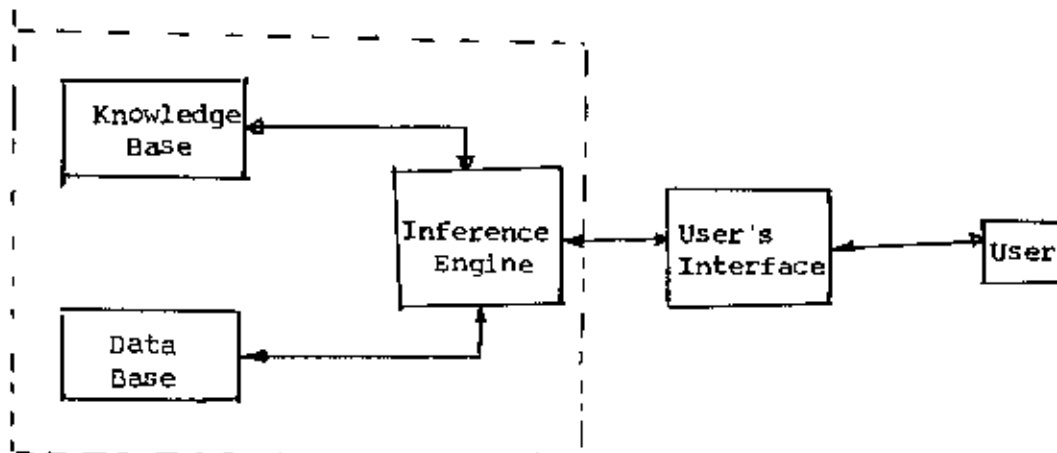 Knowledge
Base
Inference
Engine
User's
Interface
User
Data
Base